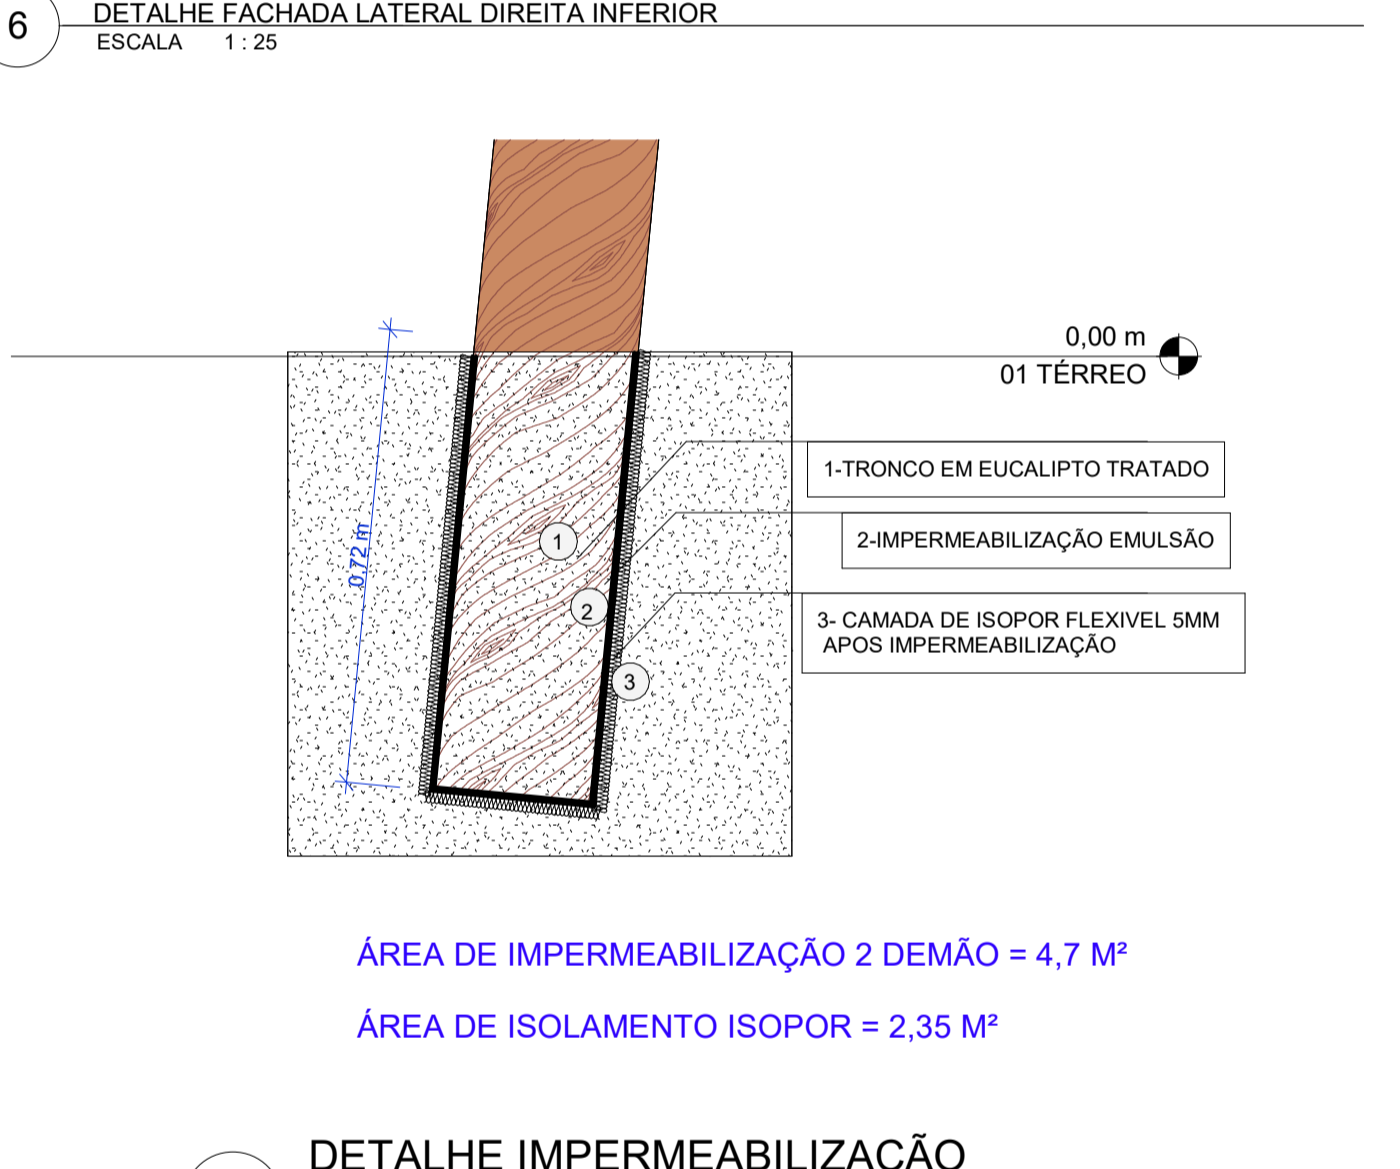 6
DETALHE FACHADA LATERAL DIREITA INFERIOR
ESCALA 1 : 25
0,00 m
01 TÉRREO
1-TRONCO EM EUCALIPTO TRATADO
2-IMPERMEABILIZAÇÃO EMULSÃO
0,72 m
1
2
3- CAMADA DE ISOPOR FLEXIVEL 5MM
APOS IMPERMEABILIZAÇÃO
3
ÁREA DE IMPERMEABILIZAÇÃO 2 DEMÃO = 4,7 M²
ÁREA DE ISOLAMENTO ISOPOR = 2,35 M²
DETALHE IMPERMEABILIZAÇÃO